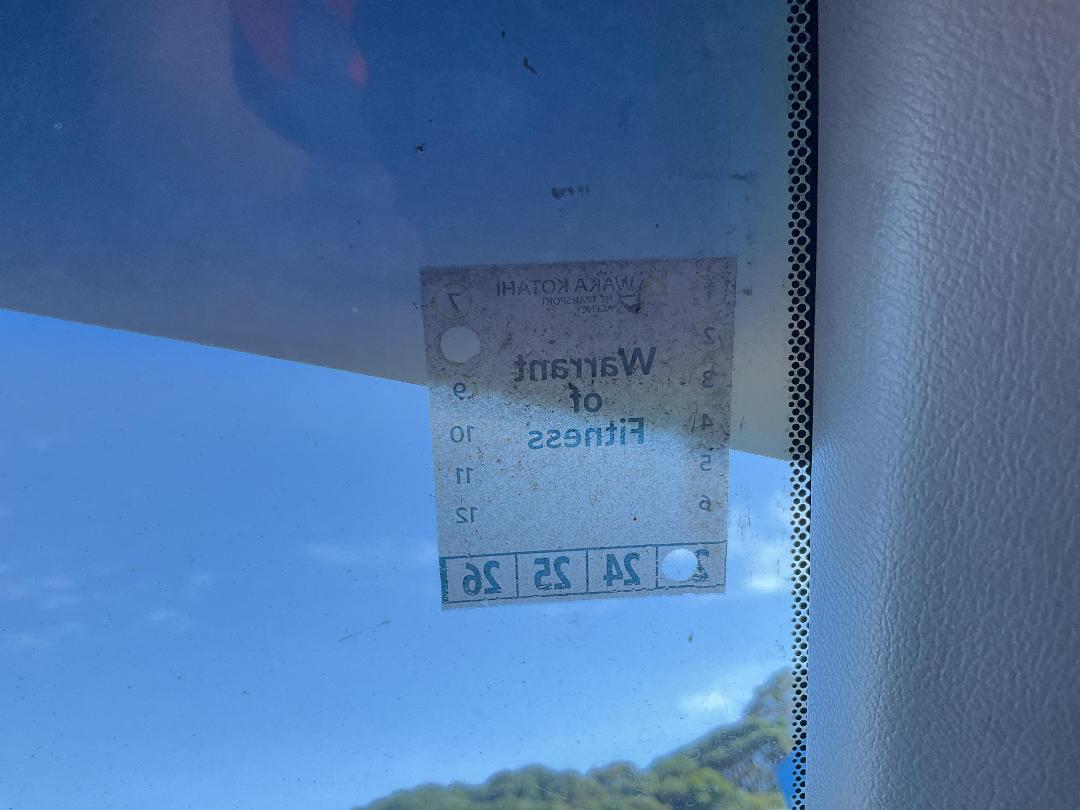 WAKA KOTAHI
NZ TRANSPORT
AGENCY
Warrant
of
Fitness
1
2
3
4
5
6
7
9
10
11
12
24
25
26